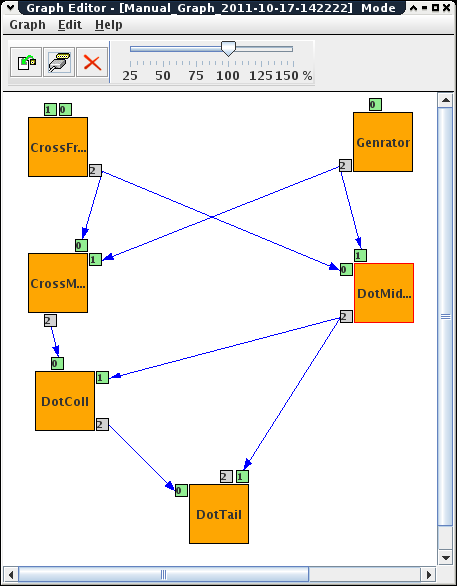 Graph Editor - [Manual_Graph_2011-10-17-142222] Mode
Graph Edit Help
25 50 75 100 125 150 %
1 0
0
CrossFr...
Genrator
2
2
0
1
1
0
CrossM...
DotMid...
2
2
0
1
DotColl
2
2
1
0
DotTail